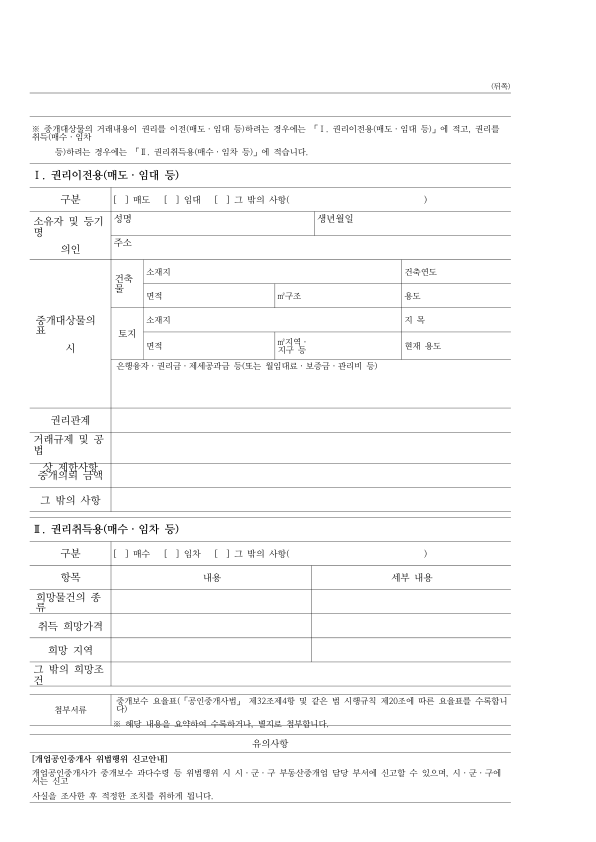 (뒤쪽)
※ 중개대상물의 거래내용이 권리를 이전(매도ㆍ임대 등)하려는 경우에는 「Ⅰ. 권리이전용(매도ㆍ임대 등)」에 적고, 권리를
취득(매수ㆍ임차
등)하려는 경우에는 「Ⅱ. 권리취득용(매수ㆍ임차 등)」에 적습니다.
Ⅰ. 권리이전용(매도ㆍ임대 등)
구분 [ ] 매도 [ ] 임대 [ ] 그 밖의 사항( )
소유자 및 등기
명
의인
성명 생년월일
주소
중개대상물의
표
시
건축
물
소재지 건축연도
면적 ㎡구조 용도
토지
소재지 지 목
면적 ㎡지역ㆍ
지구 등
현재 용도
은행융자ㆍ권리금ㆍ제세공과금 등(또는 월임대료ㆍ보증금ㆍ관리비 등)
권리관계
거래규제 및 공
법
상 제한사항
중개의뢰 금액
그 밖의 사항
Ⅱ. 권리취득용(매수ㆍ임차 등)
구분 [ ] 매수 [ ] 임차 [ ] 그 밖의 사항( )
항목 내용 세부 내용
희망물건의 종
류
취득 희망가격
희망 지역
그 밖의 희망조
건
첨부서류
중개보수 요율표(「공인중개사법」 제32조제4항 및 같은 법 시행규칙 제20조에 따른 요율표를 수록합니
다)
※ 해당 내용을 요약하여 수록하거나, 별지로 첨부합니다.
유의사항
[개업공인중개사 위법행위 신고안내]
개업공인중개사가 중개보수 과다수령 등 위법행위 시 시ㆍ군ㆍ구 부동산중개업 담당 부서에 신고할 수 있으며, 시ㆍ군ㆍ구에
서는 신고
사실을 조사한 후 적정한 조치를 취하게 됩니다.